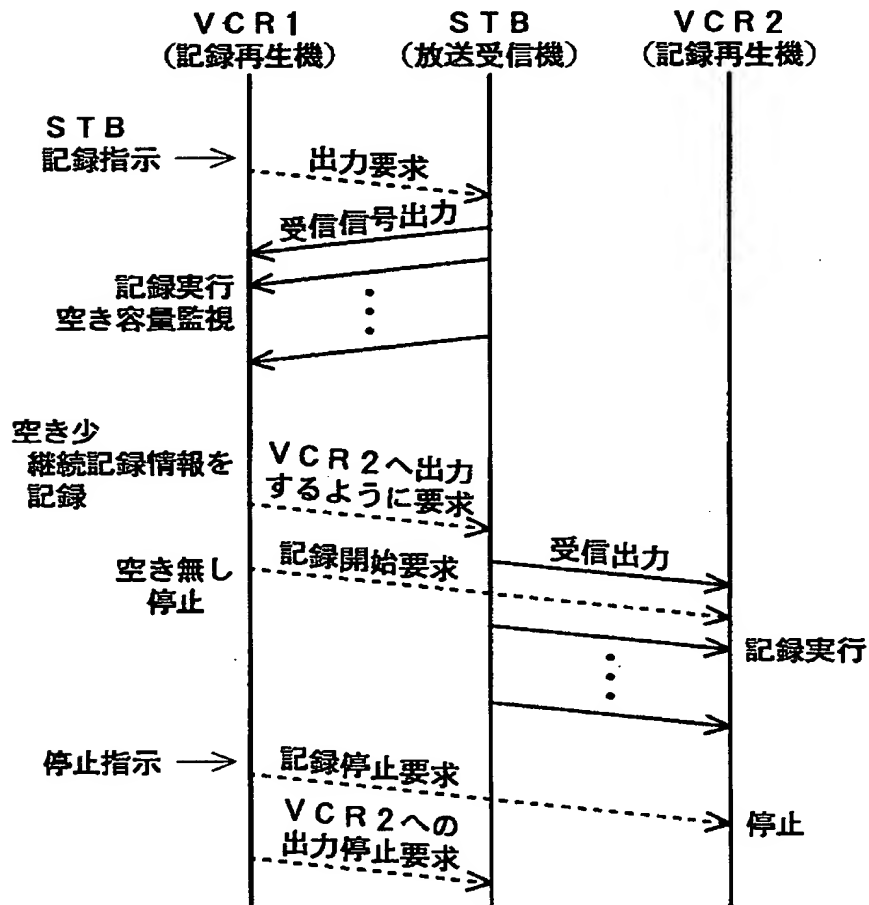 VCR1
(記録再生機)
STB
(放送受信機)
VCR2
(記録再生機)
STB
記録指示
出力要求
受信信号出力
記録実行
空き容量監視
空き少
継続記録情報を
記録
VCR2へ出力
するように要求
受信出力
空き無し
停止
記録開始要求
記録実行
停止指示
記録停止要求
停止
VCR2への
出力停止要求